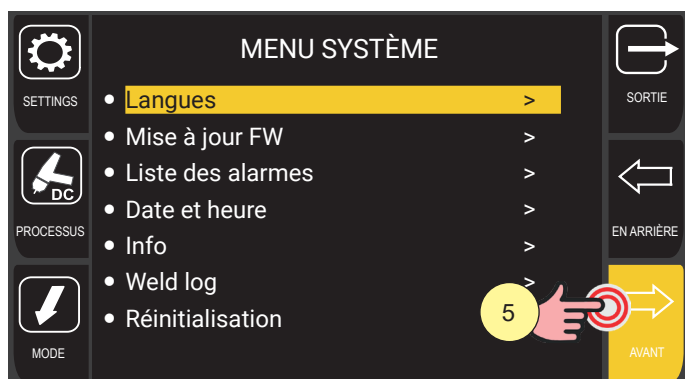 MENU SYSTÈME
SETTINGS
• Langues >
SORTIE
• Mise à jour FW >
• Liste des alarmes >
DC
• Date et heure >
PROCESSUS
EN ARRIÈRE
• Info >
• Weld log >
5
• Réinitialisation
MODE
AVANT